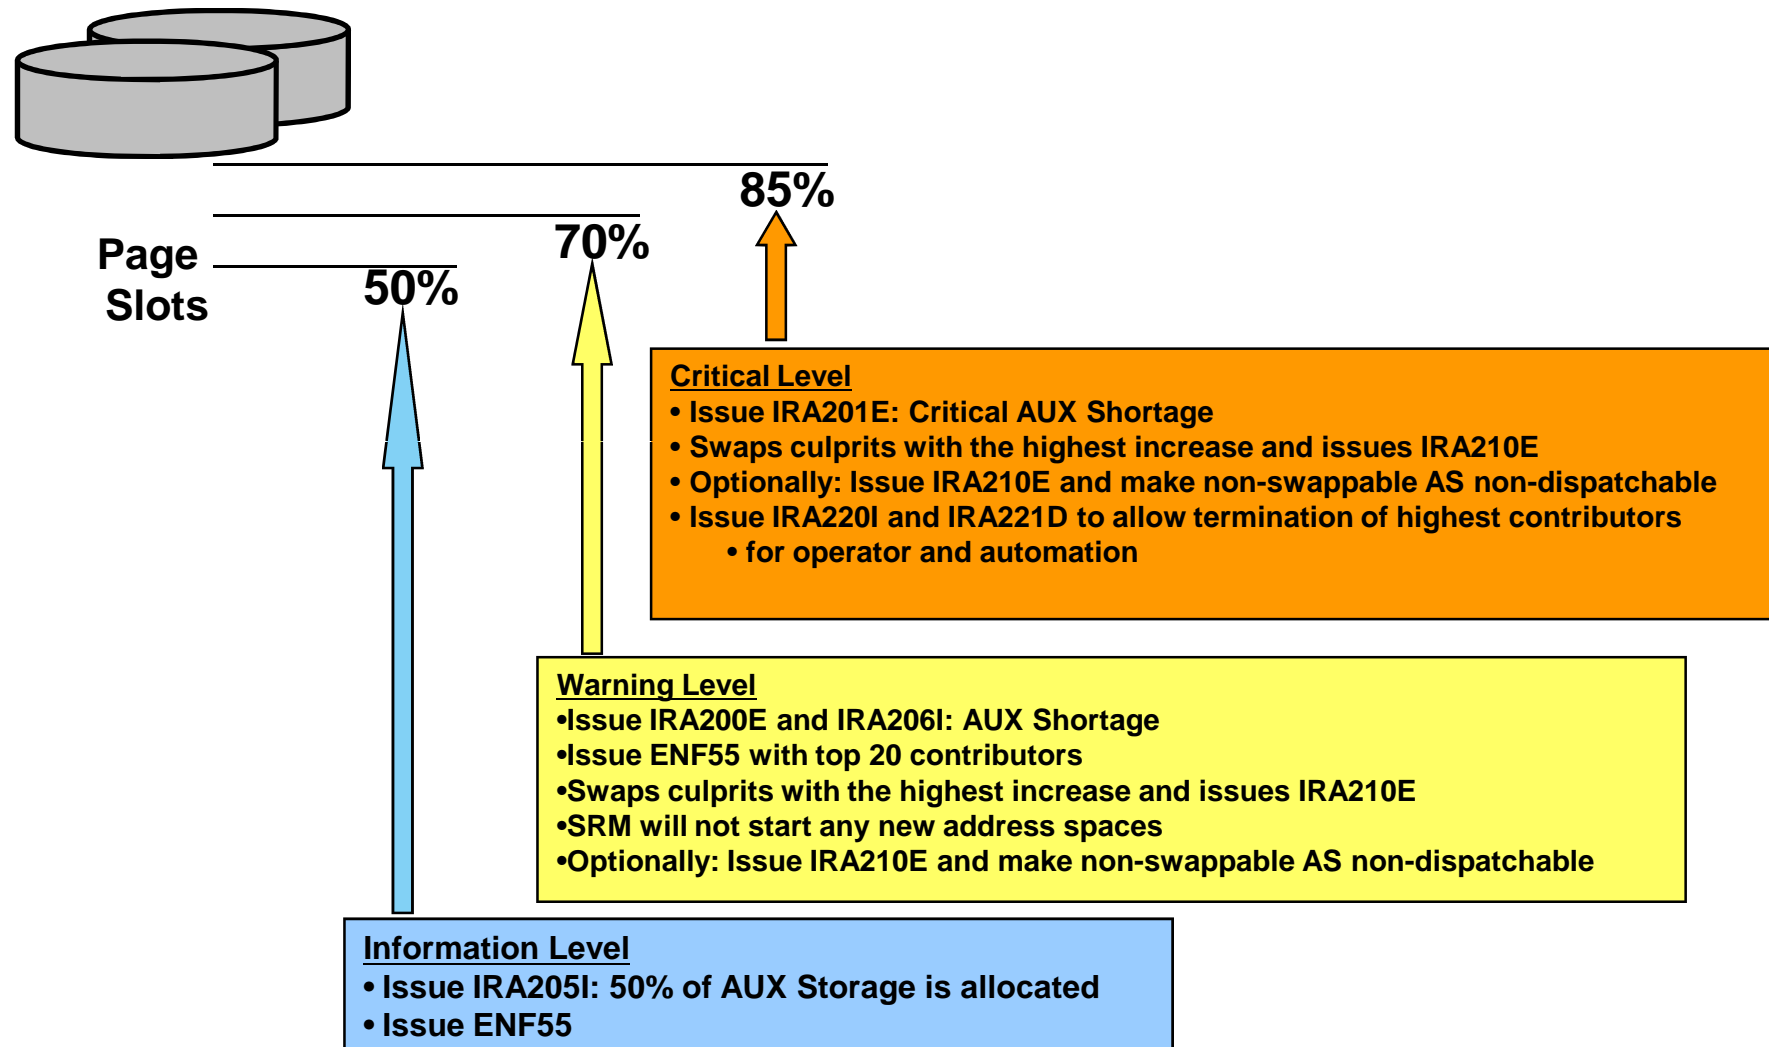 85%
70%
50%
Page
Slots
Critical Level
• Issue IRA201E: Critical AUX Shortage
• Swaps culprits with the highest increase and issues IRA210E
• Optionally: Issue IRA210E and make non-swappable AS non-dispatchable
• Issue IRA220I and IRA221D to allow termination of highest contributors
• for operator and automation
Warning Level
•Issue IRA200E and IRA206I: AUX Shortage
•Issue ENF55 with top 20 contributors
•Swaps culprits with the highest increase and issues IRA210E
•SRM will not start any new address spaces
•Optionally: Issue IRA210E and make non-swappable AS non-dispatchable
Information Level
• Issue IRA205I: 50% of AUX Storage is allocated
• Issue ENF55